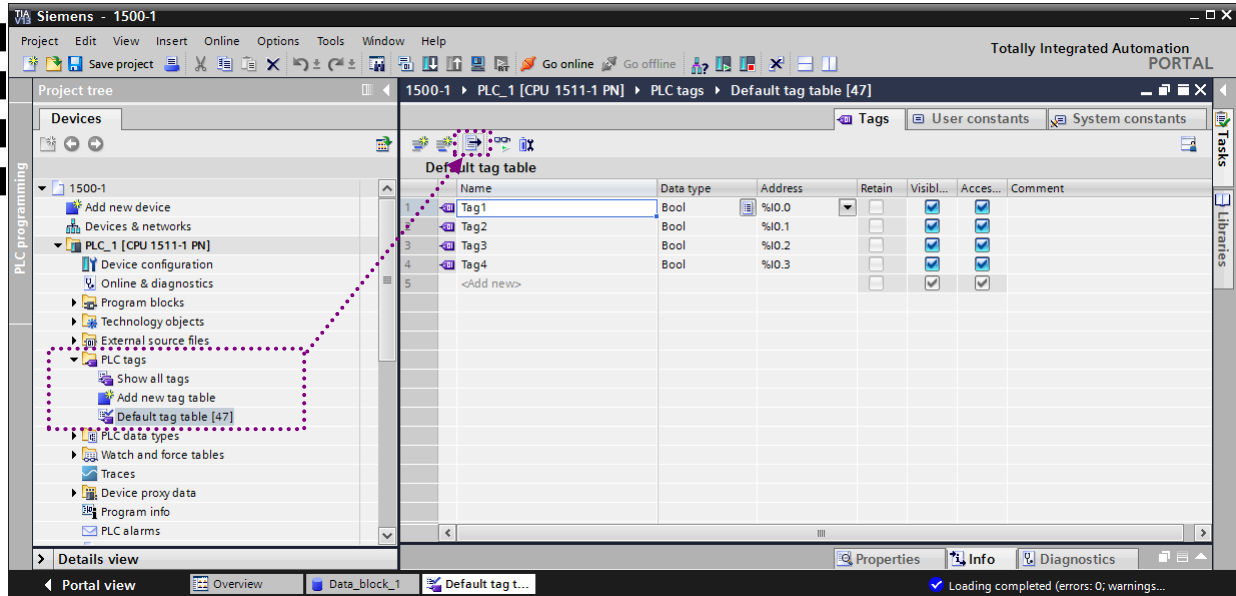 Siemens - 1500-1
Project Edit View Insert Online Options Tools Window Help
Totally Integrated Automation
PORTAL
Save project Go online Go offline
Project tree
1500-1 PLC_1 [CPU 1511-1 PN] PLC tags Default tag table [47]
Devices
Tags User constants System constants
Default tag table
Name Data type Address Retain Visibl... Acces... Comment
1 Tag1 Bool %I0.0
2 Tag2 Bool %I0.1
3 Tag3 Bool %I0.2
4 Tag4 Bool %I0.3
5 <Add new>
1500-1
Add new device
Devices & networks
PLC_1 [CPU 1511-1 PN]
Device configuration
Online & diagnostics
Program blocks
Technology objects
External source files
PLC tags
Show all tags
Add new tag table
Default tag table [47]
PLC data types
Watch and force tables
Traces
Device proxy data
Program info
PLC alarms
PLC programming
Tasks
Libraries
Details view
Properties Info Diagnostics
Portal view Overview Data_block_1 Default tag t...
Loading completed (errors: 0; warnings...